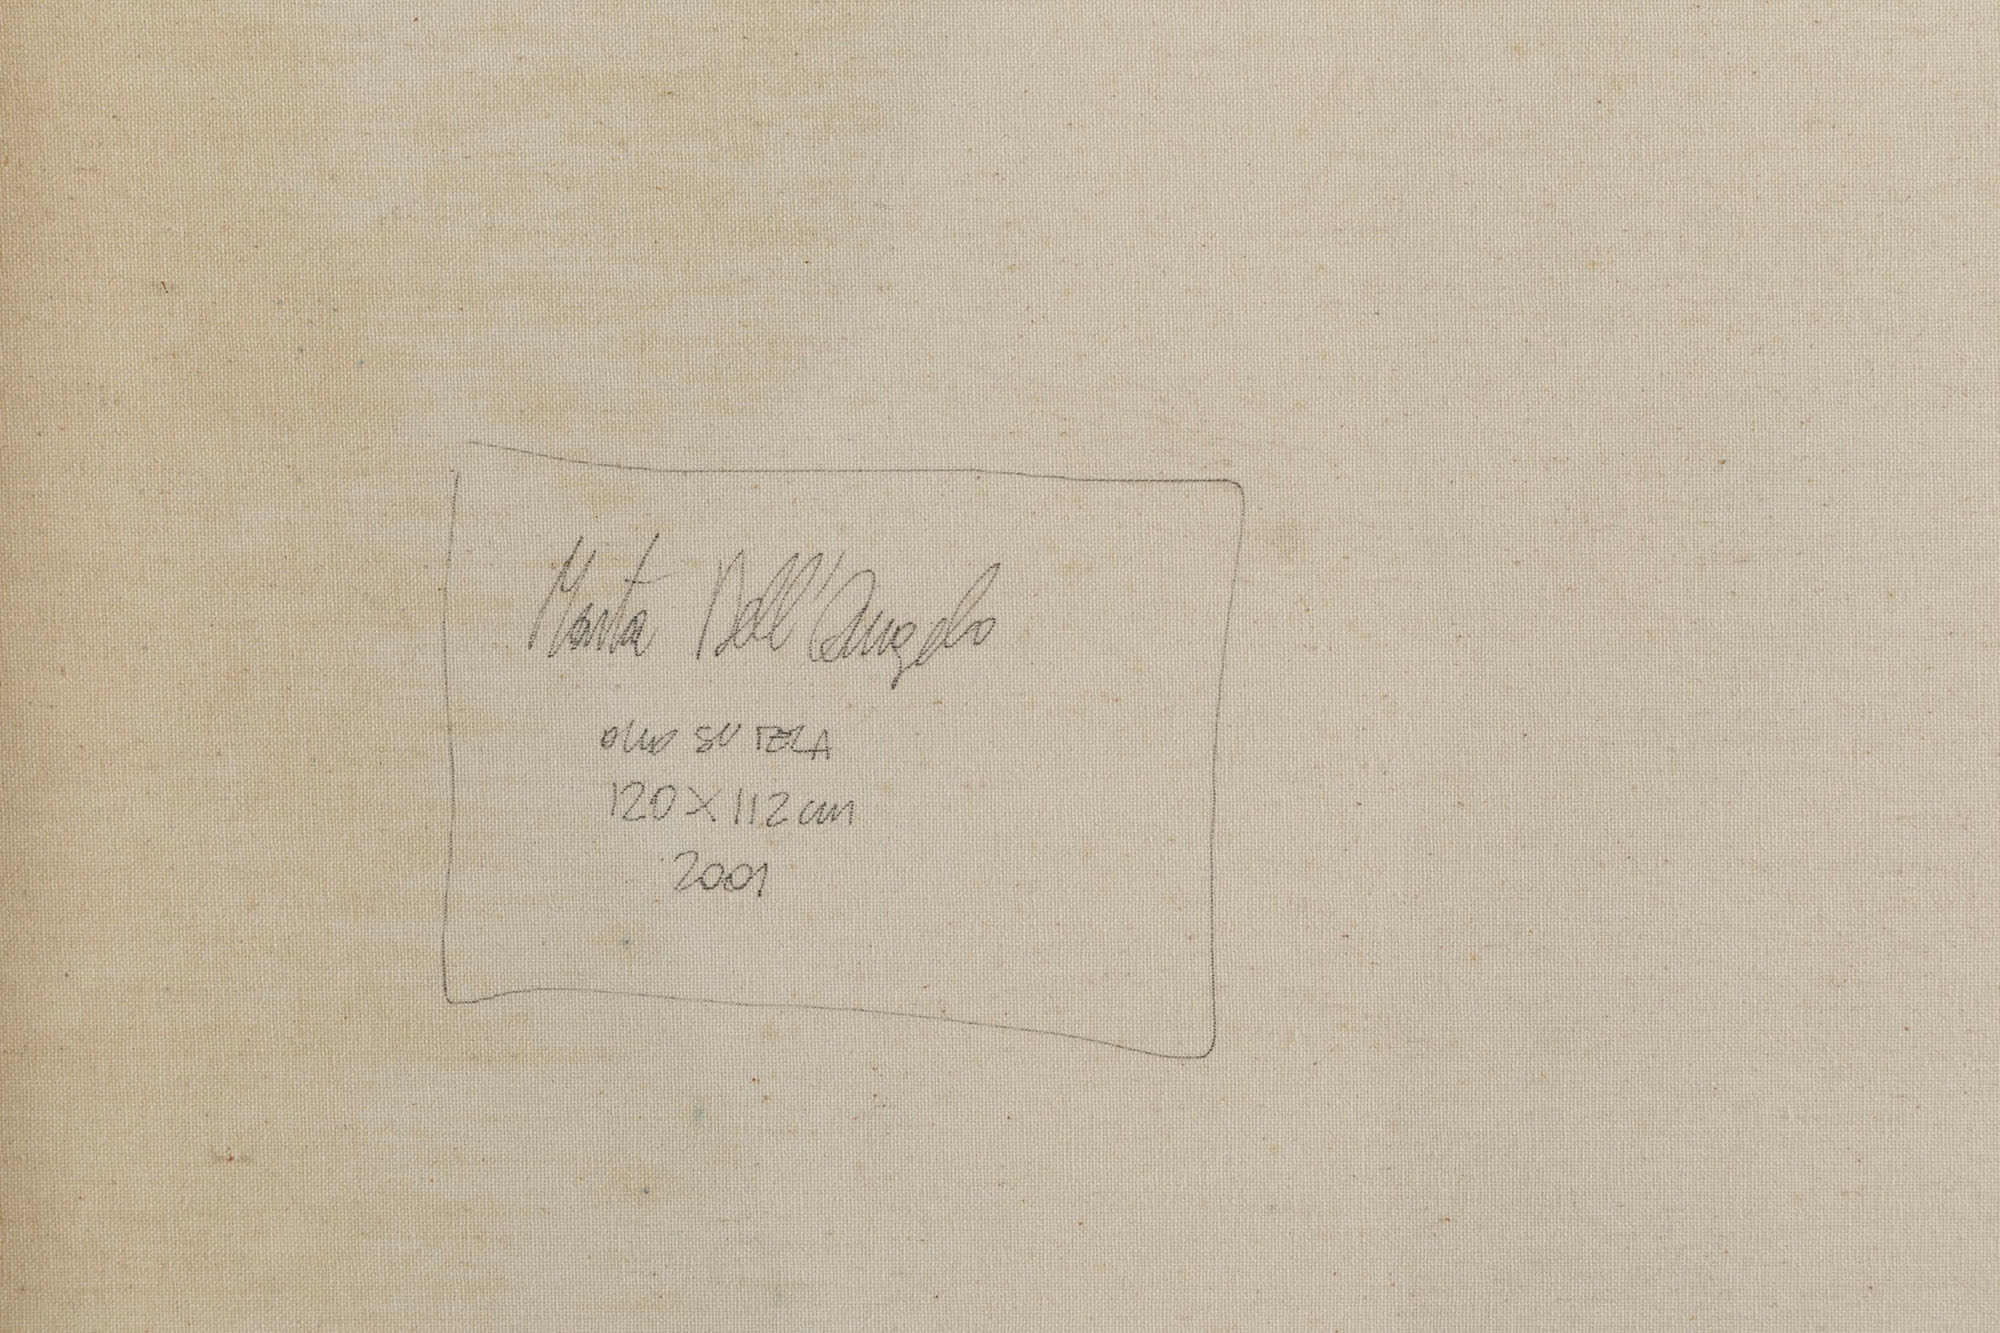 Marta Dell'Angelo
olio SU TELA
120 X 112 cm
2001